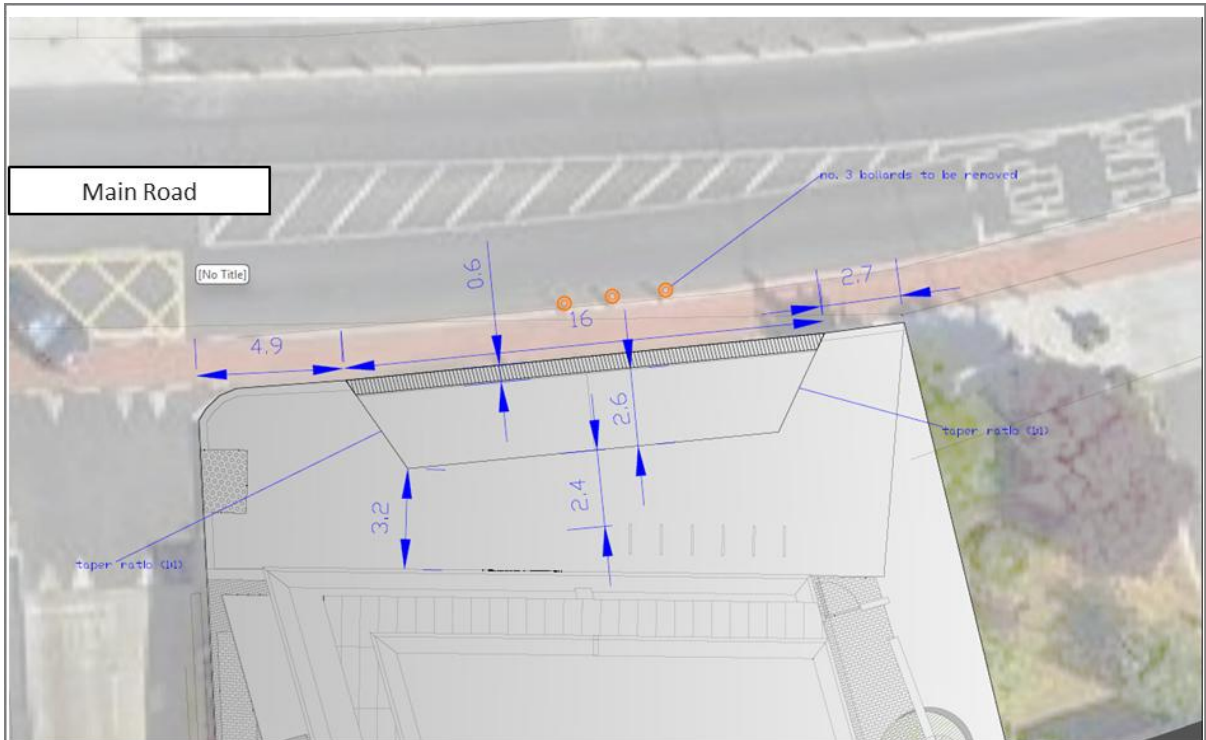 Main Road
no. 3 bollards to be removed
[No Title]
0.6
2.7
16
4.9
2.6
taper ratio (1:1)
2.4
3.2
taper ratio (1:1)